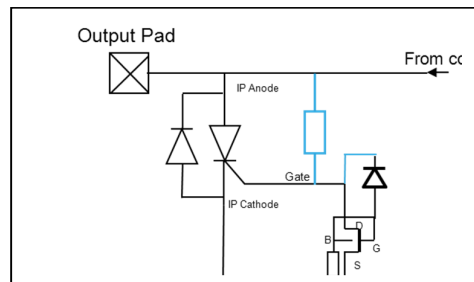 Output Pad
From co
IP Anode
Gate
IP Cathode
D
B
G
S